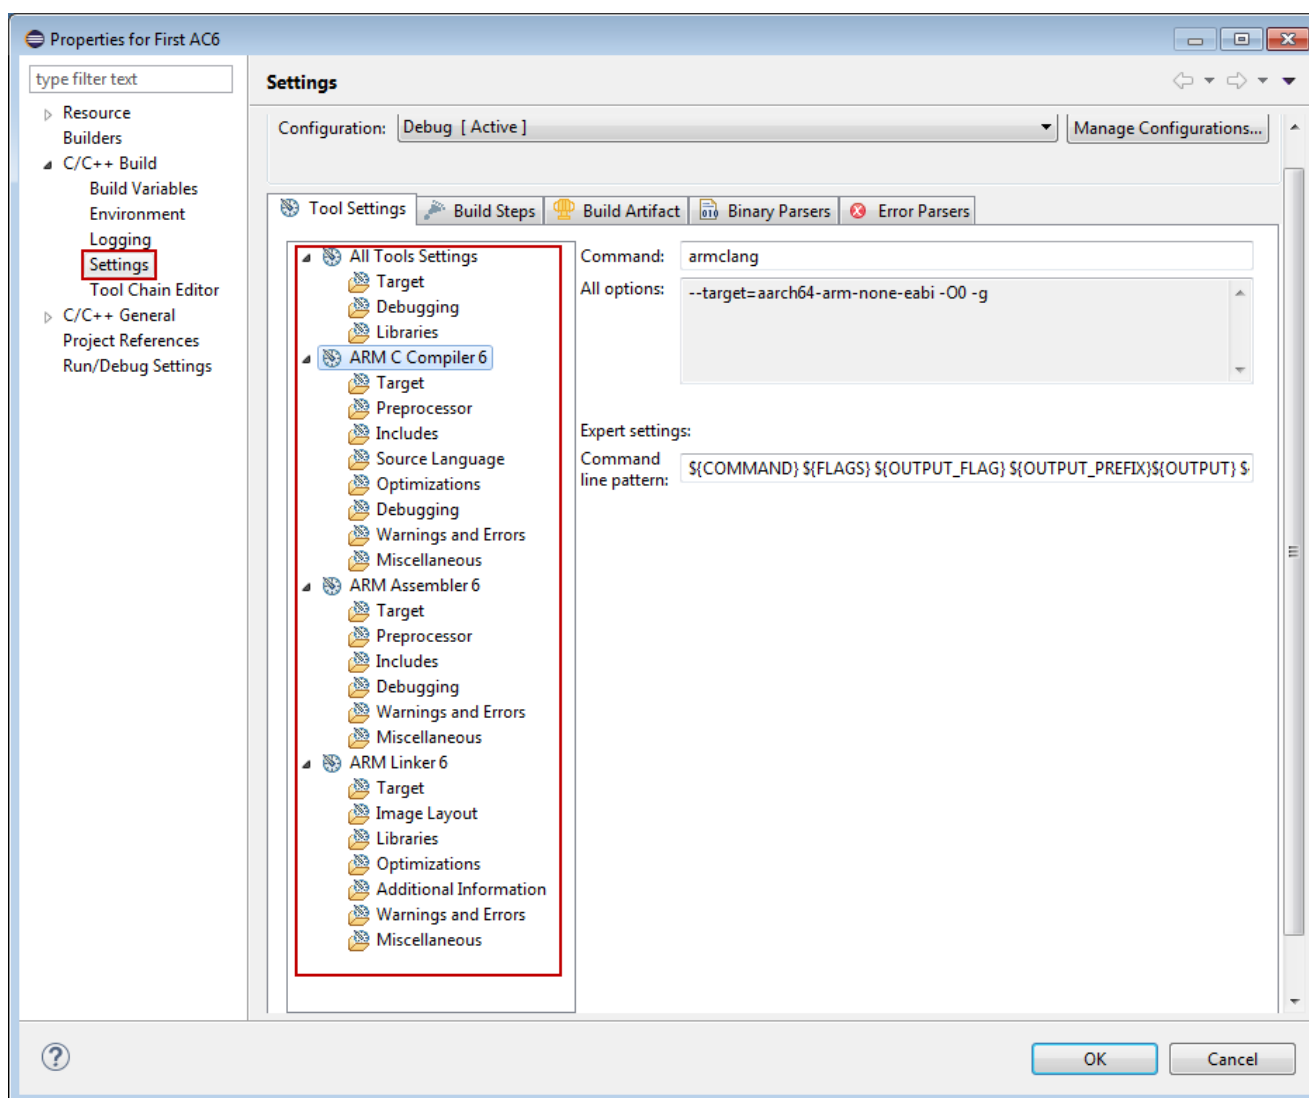 Properties for First AC6
type filter text
Resource
Builders
C/C++ Build
Build Variables
Environment
Logging
Settings
Tool Chain Editor
C/C++ General
Project References
Run/Debug Settings
Settings
Configuration: Debug [ Active ] Manage Configurations...
Tool Settings Build Steps Build Artifact Binary Parsers Error Parsers
All Tools Settings
Target
Debugging
Libraries
ARM C Compiler 6
Target
Preprocessor
Includes
Source Language
Optimizations
Debugging
Warnings and Errors
Miscellaneous
ARM Assembler 6
Target
Preprocessor
Includes
Debugging
Warnings and Errors
Miscellaneous
ARM Linker 6
Target
Image Layout
Libraries
Optimizations
Additional Information
Warnings and Errors
Miscellaneous
Command: armclang
All options: --target=aarch64-arm-none-eabi -O0 -g
Expert settings:
Command
line pattern: ${COMMAND} ${FLAGS} ${OUTPUT_FLAG} ${OUTPUT_PREFIX}${OUTPUT} $
OK Cancel